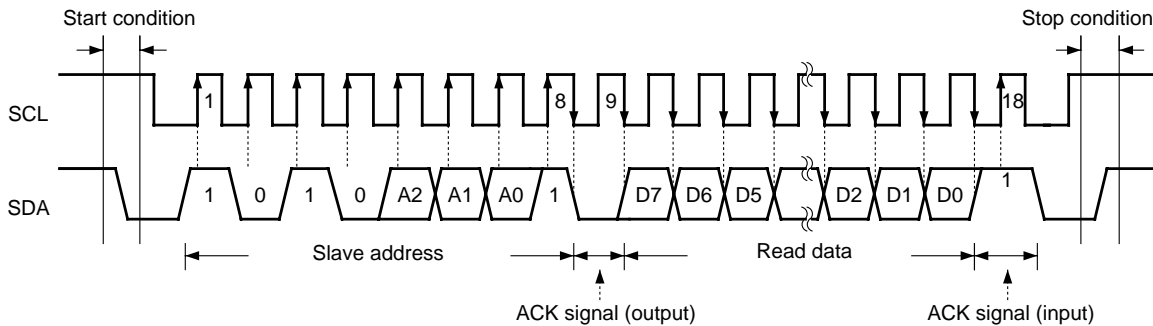 Start condition Stop condition
SCL 1 8 9 18
SDA 1 0 1 0 A2 A1 A0 1 D7 D6 D5 D2 D1 D0 1
Slave address Read data
ACK signal (output) ACK signal (input)